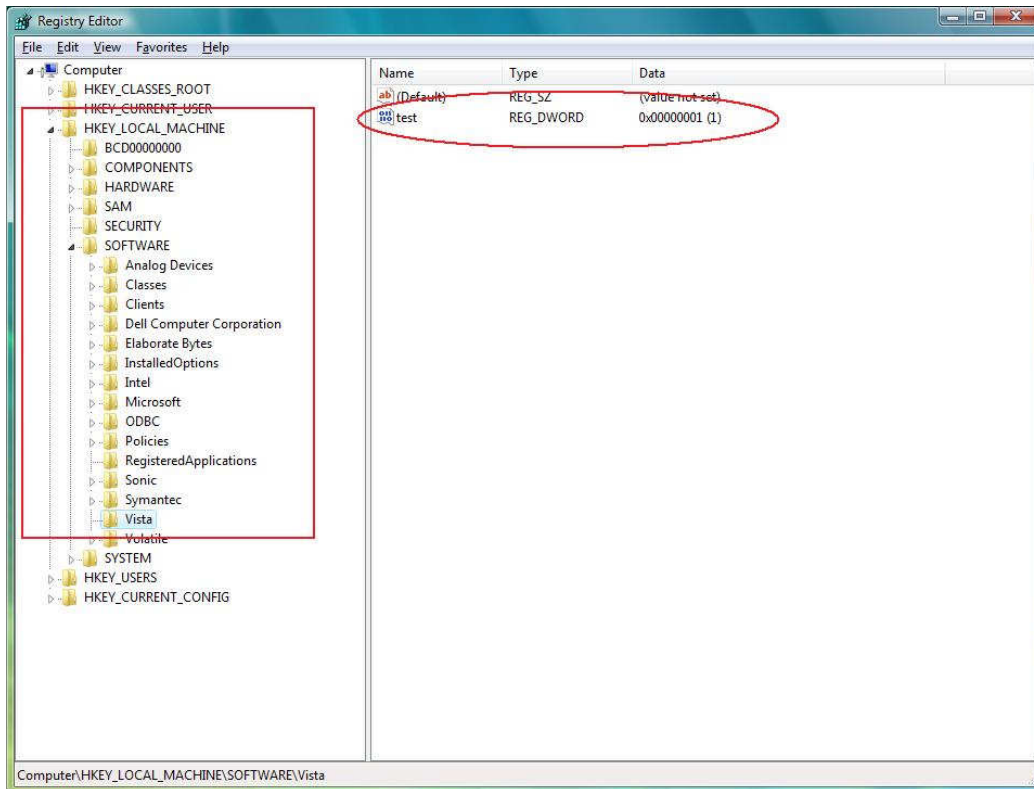 Registry Editor
File Edit View Favorites Help
Computer
HKEY_CLASSES_ROOT
HKEY_CURRENT_USER
HKEY_LOCAL_MACHINE
BCD00000000
COMPONENTS
HARDWARE
SAM
SECURITY
SOFTWARE
Analog Devices
Classes
Clients
Dell Computer Corporation
Elaborate Bytes
InstalledOptions
Intel
Microsoft
ODBC
Policies
RegisteredApplications
Sonic
Symantec
Vista
Volatile
SYSTEM
HKEY_USERS
HKEY_CURRENT_CONFIG
Name Type Data
(Default) REG_SZ (value not set)
test REG_DWORD 0x00000001 (1)
Computer\HKEY_LOCAL_MACHINE\SOFTWARE\Vista